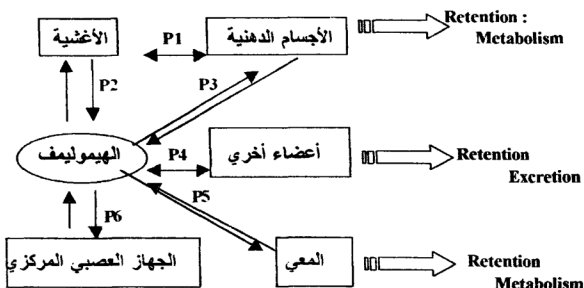 Retention :
Metabolism
الأغشية
P1
الأجسام الدهنية
P2
P3
الهيموليمف
P4
أعضاء أخري
Retention
Excretion
P5
P6
الجهاز العصبي المركزي
المعي
Retention
Metabolism